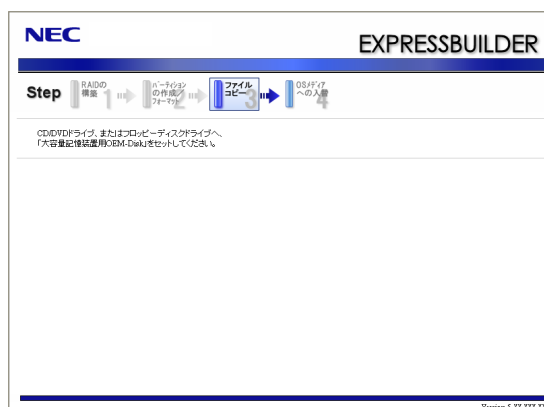 NEC
EXPRESSBUILDER
Step
RAIDの
構築 1
パーティション
の作成/
フォーマット 2
ファイル
コピー 3
OSメディア
への入替 4
CD/DVDドライブ、またはフロッピーディスクドライブへ、
「大容量記憶装置用OEM-Disk」をセットしてください。
Version